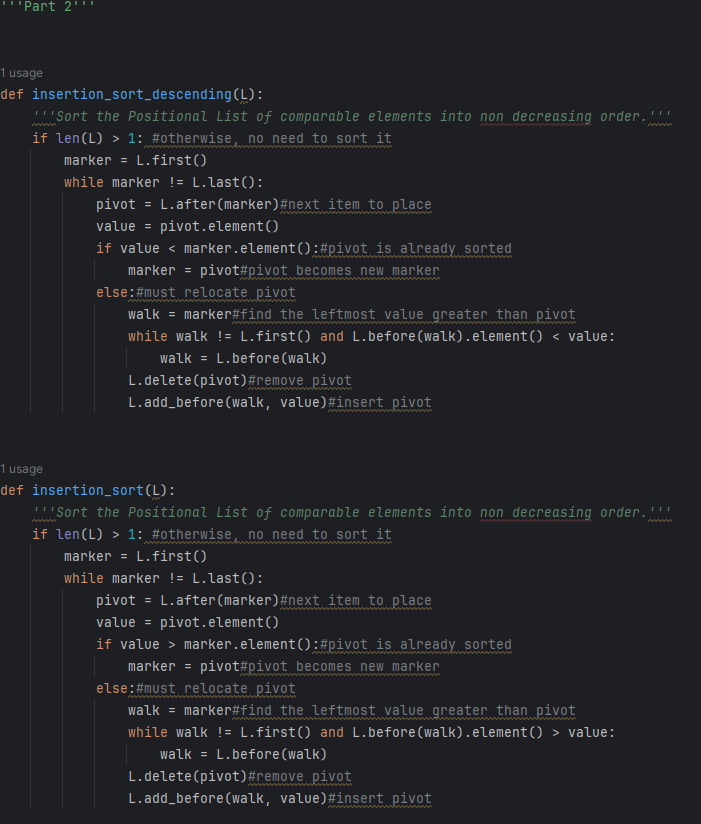 '''Part 2'''
1 usage
def insertion_sort_descending(L):
    '''Sort the Positional List of comparable elements into non decreasing order.'''
    if len(L) > 1: #otherwise, no need to sort it
        marker = L.first()
        while marker != L.last():
            pivot = L.after(marker)#next item to place
            value = pivot.element()
            if value < marker.element():#pivot is already sorted
                marker = pivot#pivot becomes new marker
            else:#must relocate pivot
                walk = marker#find the leftmost value greater than pivot
                while walk != L.first() and L.before(walk).element() < value:
                    walk = L.before(walk)
                L.delete(pivot)#remove pivot
                L.add_before(walk, value)#insert pivot
1 usage
def insertion_sort(L):
    '''Sort the Positional List of comparable elements into non decreasing order.'''
    if len(L) > 1: #otherwise, no need to sort it
        marker = L.first()
        while marker != L.last():
            pivot = L.after(marker)#next item to place
            value = pivot.element()
            if value > marker.element():#pivot is already sorted
                marker = pivot#pivot becomes new marker
            else:#must relocate pivot
                walk = marker#find the leftmost value greater than pivot
                while walk != L.first() and L.before(walk).element() > value:
                    walk = L.before(walk)
                L.delete(pivot)#remove pivot
                L.add_before(walk, value)#insert pivot